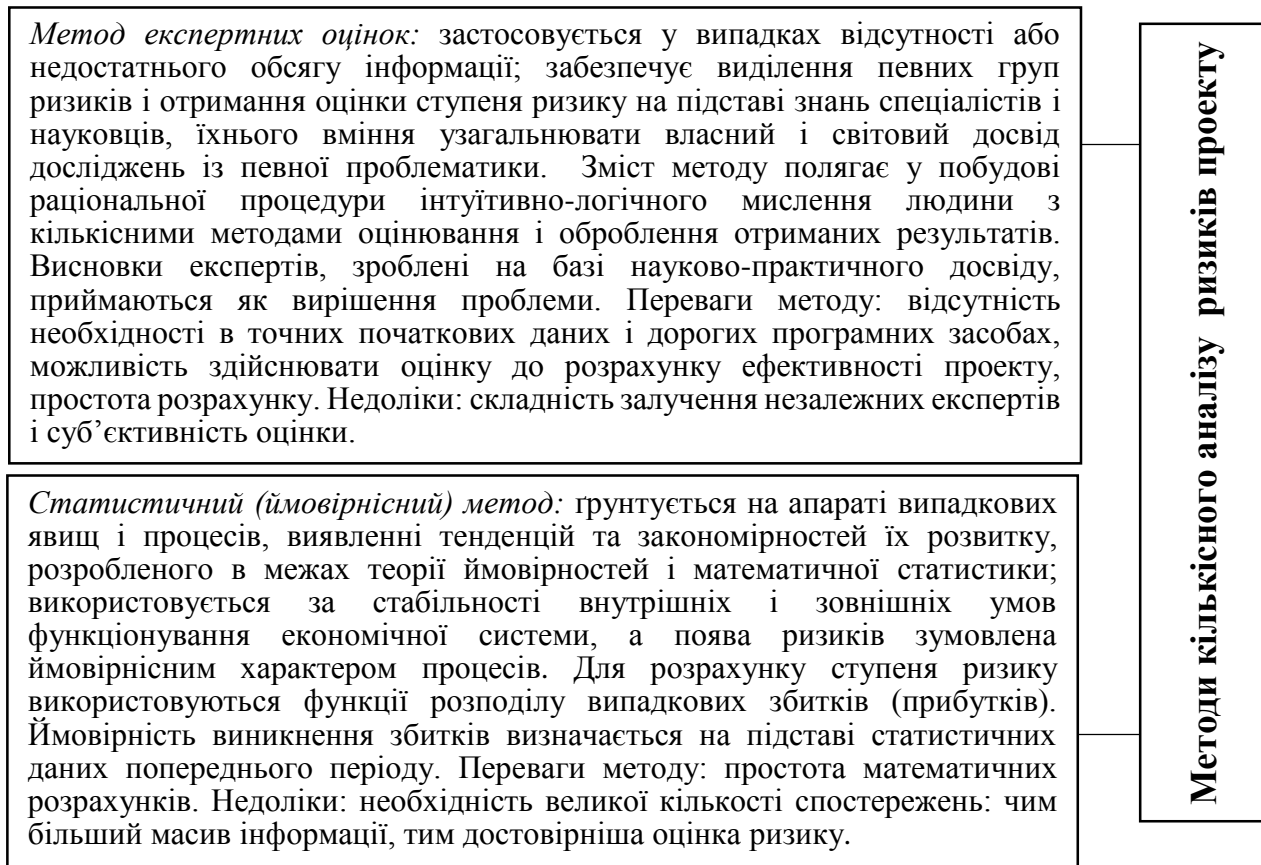 Метод експертних оцінок: застосовується у випадках відсутності або
недостатнього обсягу інформації; забезпечує виділення певних груп
ризиків і отримання оцінки ступеня ризику на підставі знань спеціалістів і
науковців, їхнього вміння узагальнювати власний і світовий досвід
досліджень із певної проблематики. Зміст методу полягає у побудові
раціональної процедури інтуїтивно-логічного мислення людини з
кількісними методами оцінювання і оброблення отриманих результатів.
Висновки експертів, зроблені на базі науково-практичного досвіду,
приймаються як вирішення проблеми. Переваги методу: відсутність
необхідності в точних початкових даних і дорогих програмних засобах,
можливість здійснювати оцінку до розрахунку ефективності проекту,
простота розрахунку. Недоліки: складність залучення незалежних експертів
і суб’єктивність оцінки.
Статистичний (ймовірнісний) метод: ґрунтується на апараті випадкових
явищ і процесів, виявленні тенденцій та закономірностей їх розвитку,
розробленого в межах теорії ймовірностей і математичної статистики;
використовується за стабільності внутрішніх і зовнішніх умов
функціонування економічної системи, а поява ризиків зумовлена
ймовірнісним характером процесів. Для розрахунку ступеня ризику
використовуються функції розподілу випадкових збитків (прибутків).
Ймовірність виникнення збитків визначається на підставі статистичних
даних попереднього періоду. Переваги методу: простота математичних
розрахунків. Недоліки: необхідність великої кількості спостережень: чим
більший масив інформації, тим достовірніша оцінка ризику.
Методи кількісного аналізу ризиків проекту